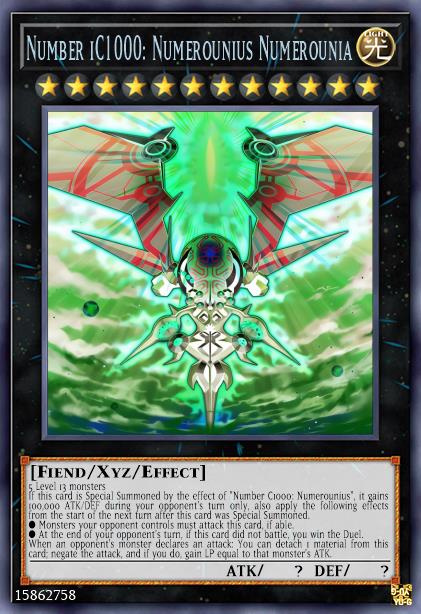 Number iC1000: Numerounius Numerounia
LIGHT
光
[Fiend/Xyz/Effect]
5 Level 13 monsters
If this card is Special Summoned by the effect of "Number C1000: Numerounius", it gains
100,000 ATK/DEF during your opponent's turn only, also apply the following effects
from the start of the next turn after this card was Special Summoned.
● Monsters your opponent controls must attack this card, if able.
● At the end of your opponent's turn, if this card did not battle, you win the Duel.
When an opponent's monster declares an attack: You can detach 1 material from this
card; negate the attack, and if you do, gain LP equal to that monster's ATK.
ATK/ ? DEF/ ?
15862758